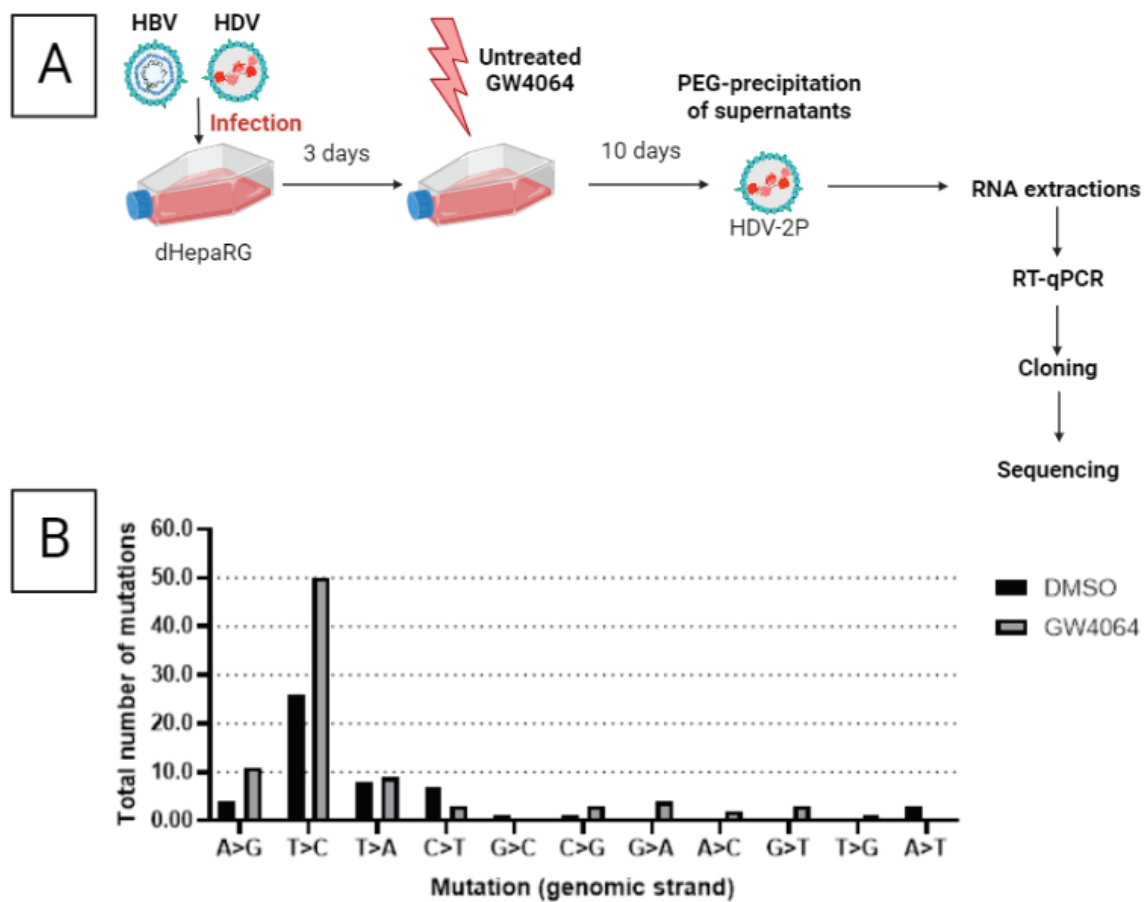 A
HBV
HDV
Infection
dHepaRG
3 days
Untreated
GW4064
10 days
PEG-precipitation
of supernatants
HDV-2P
RNA extractions
RT-qPCR
Cloning
Sequencing
B
Total number of mutations
60.0
50.0
40.0
30.0
20.0
10.0
0.00
A>G T>C T>A C>T G>C C>G G>A A>C G>T T>G A>T
Mutation (genomic strand)
DMSO
GW4064